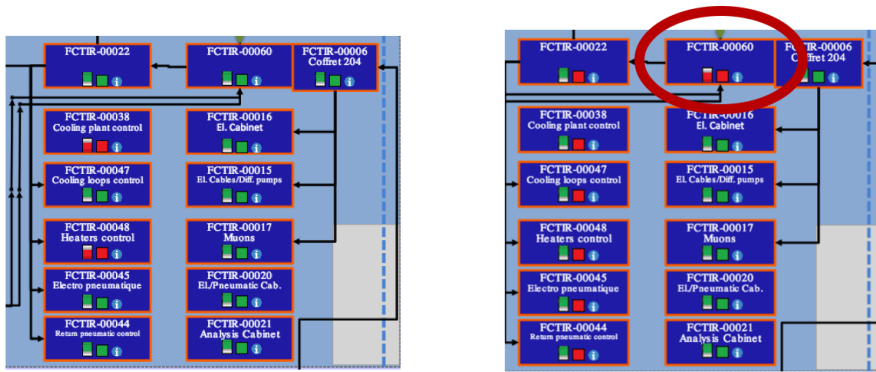 FCTIR-00022
FCTIR-00060
FCTIR-00006
Coffret 204
FCTIR-00038
Cooling plant control
FCTIR-00016
El. Cabinet
FCTIR-00047
Cooling loops control
FCTIR-00015
El. Cables/Diff. pumps
FCTIR-00048
Heaters control
FCTIR-00017
Muons
FCTIR-00045
Electro pneumatique
FCTIR-00020
El./Pneumatic Cab.
FCTIR-00044
Return pneumatic control
FCTIR-00021
Analysis Cabinet
FCTIR-00022
FCTIR-00060
FCTIR-00006
Coffret 204
FCTIR-00038
Cooling plant control
FCTIR-00016
El. Cabinet
FCTIR-00047
Cooling loops control
FCTIR-00015
El. Cables/Diff. pumps
FCTIR-00048
Heaters control
FCTIR-00017
Muons
FCTIR-00045
Electro pneumatique
FCTIR-00020
El./Pneumatic Cab.
FCTIR-00044
Return pneumatic control
FCTIR-00021
Analysis Cabinet